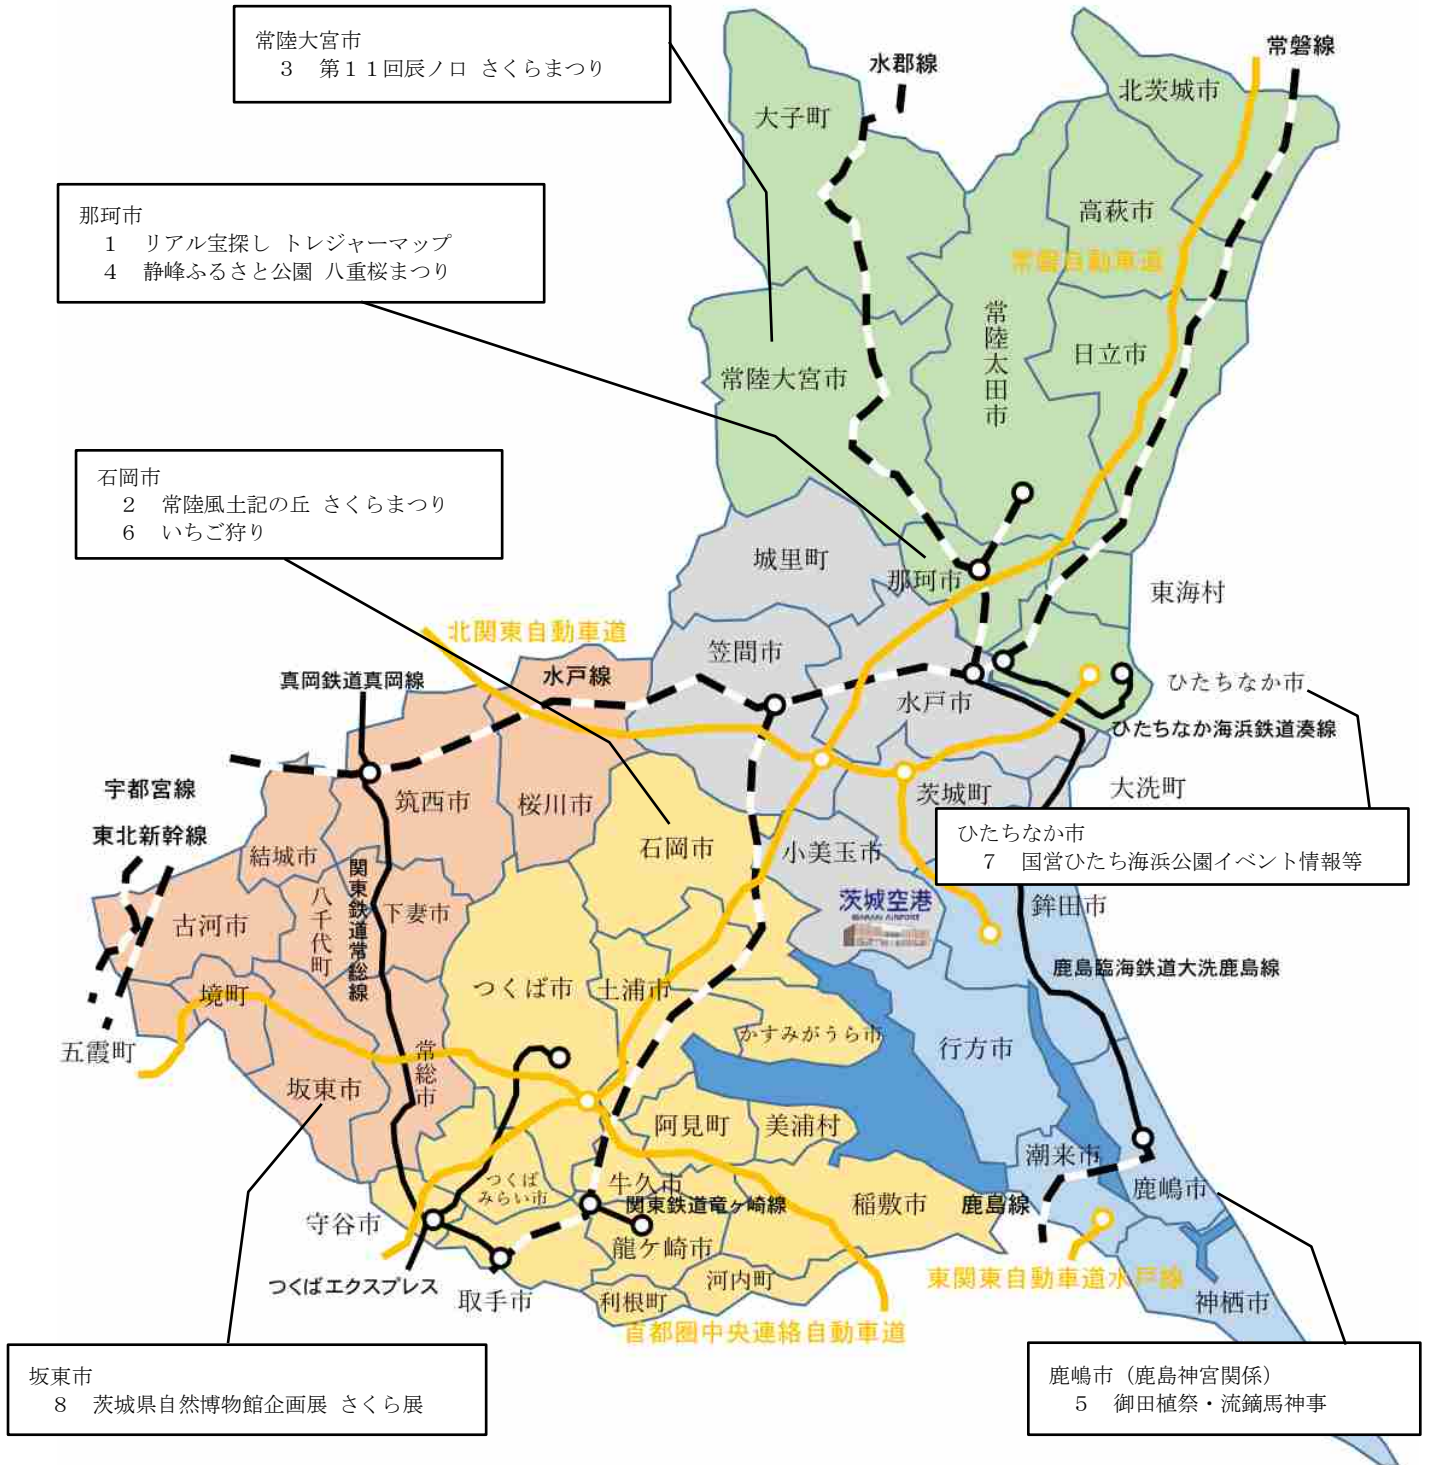 常陸大宮市
3 第11回辰ノ口 さくらまつり
水郡線
常磐線
北茨城市
大子町
那珂市
1 リアル宝探し トレジャーマップ
4 静峰ふるさと公園 八重桜まつり
高萩市
常磐自動車道
常陸太田市
日立市
常陸大宮市
石岡市
2 常陸風土記の丘 さくらまつり
6 いちご狩り
城里町
那珂市
東海村
北関東自動車道
笠間市
水戸線
真岡鉄道真岡線
水戸市
ひたちなか市
ひたちなか海浜鉄道湊線
宇都宮線
東北新幹線
筑西市
桜川市
茨城町
大洗町
結城市
石岡市
小美玉市
ひたちなか市
7 国営ひたち海浜公園イベント情報等
関東鉄道常総線
八千代町
下妻市
古河市
茨城空港
IBARAKI AIRPORT
鉾田市
鹿島臨海鉄道大洗鹿島線
境町
つくば市
土浦市
かすみがうら市
行方市
五霞町
坂東市
常総市
阿見町
美浦村
潮来市
つくばみらい市
牛久市
関東鉄道竜ヶ崎線
稲敷市
鹿島線
鹿嶋市
守谷市
龍ケ崎市
つくばエクスプレス
取手市
利根町
河内町
東関東自動車道水戸線
神栖市
首都圏中央連絡自動車道
坂東市
8 茨城県自然博物館企画展 さくら展
鹿嶋市（鹿島神宮関係）
5 御田植祭・流鏑馬神事